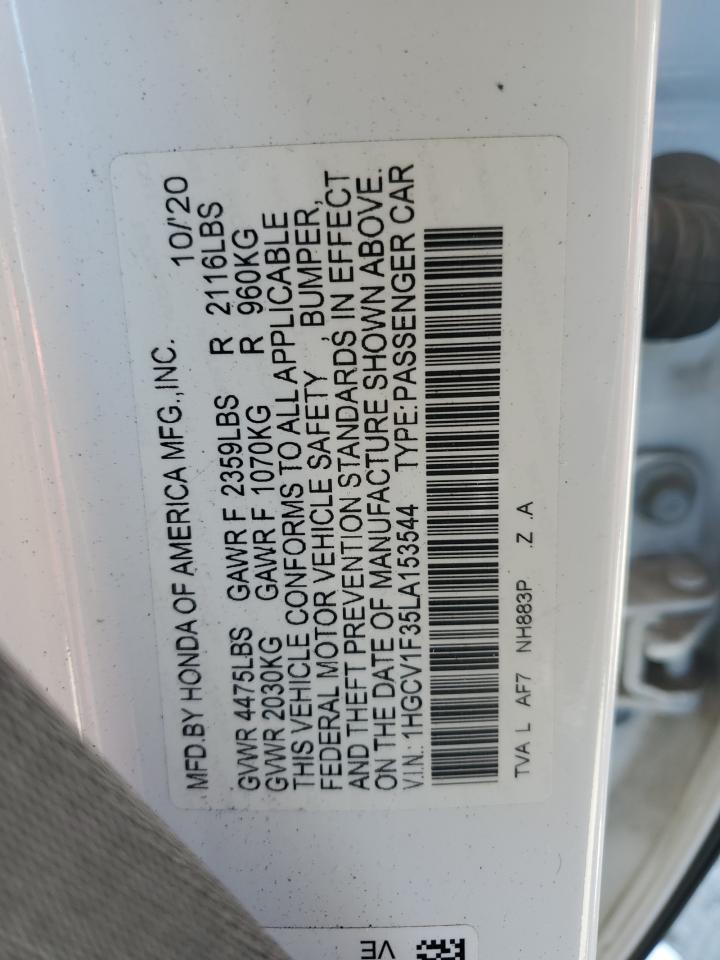 MFD.BY HONDA OF AMERICA MFG.,INC. 10/'20
GVWR 4475LBS GAWR F 2359LBS R 2116LBS
GVWR 2030KG GAWR F 1070KG R 960KG
THIS VEHICLE CONFORMS TO ALL APPLICABLE
FEDERAL MOTOR VEHICLE SAFETY , BUMPER,
AND THEFT PREVENTION STANDARDS IN EFFECT
ON THE DATE OF MANUFACTURE SHOWN ABOVE.
V.I.N.: 1HGCV1F35LA153544 TYPE:PASSENGER CAR
TVA L AF7 NH883P .Z .A
VE